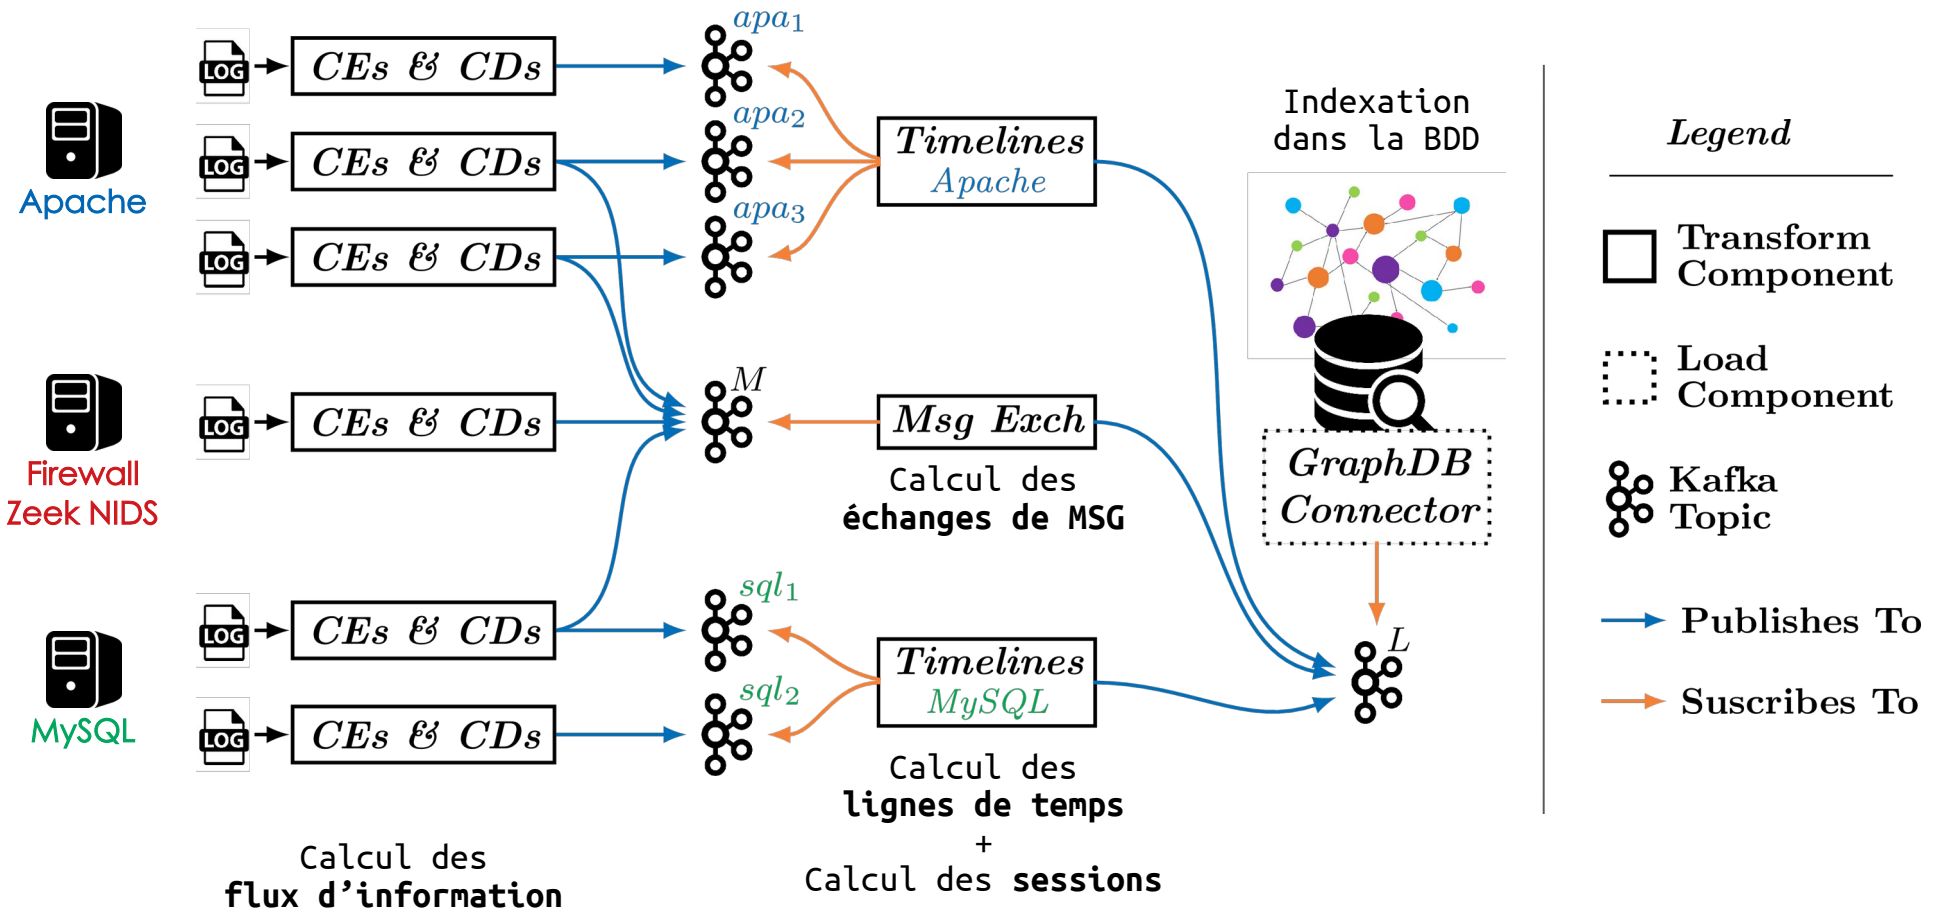 Apache
LOG
CEs & CDs
apa1
LOG
CEs & CDs
apa2
LOG
CEs & CDs
apa3
Timelines
Apache
Firewall
Zeek NIDS
LOG
CEs & CDs
M
Msg Exch
Calcul des
échanges de MSG
MySQL
LOG
CEs & CDs
sql1
LOG
CEs & CDs
sql2
Timelines
MySQL
Calcul des
lignes de temps
+
Calcul des sessions
Calcul des
flux d'information
Indexation
dans la BDD
GraphDB
Connector
L
Legend
Transform
Component
Load
Component
Kafka
Topic
Publishes To
Suscribes To